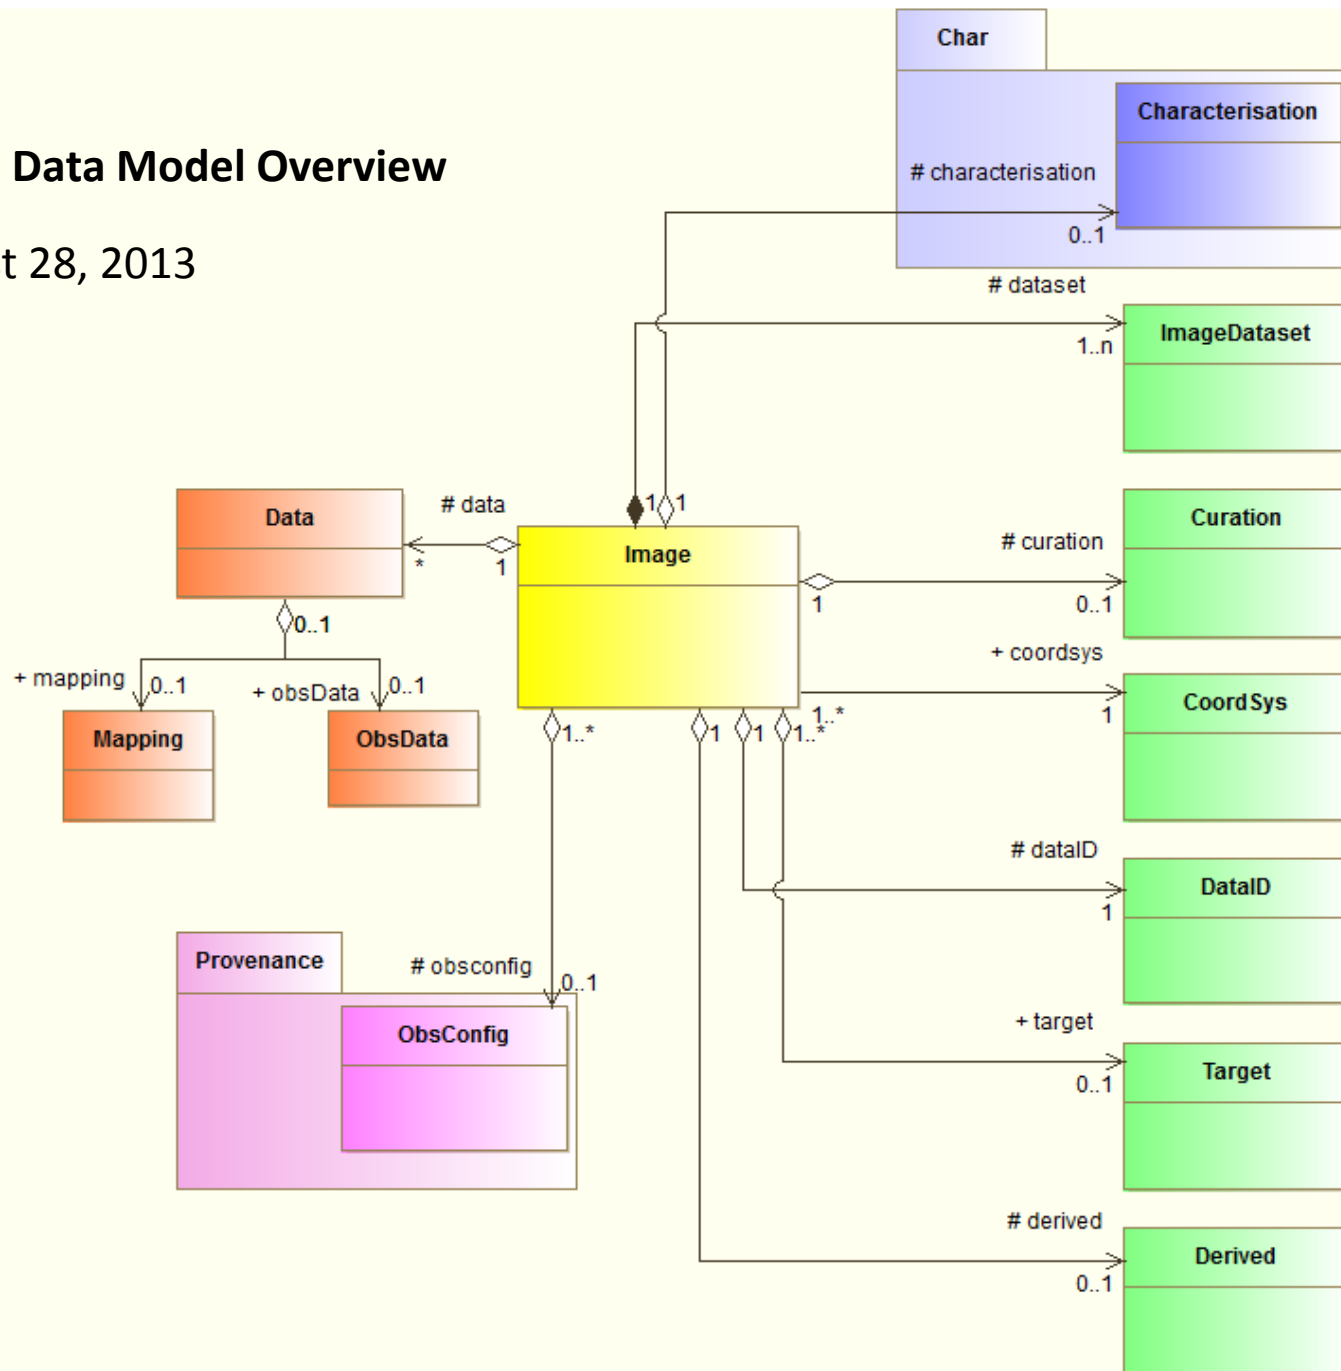 Char
Characterisation
Data Model Overview
# characterisation
0..1
28, 2013
# dataset
1..n
ImageDataset
# data
1
1
Data
*
1
Image
# curation
Curation
1
0..1
0..1
+ mapping
0..1
+ obsData
0..1
+ coordsys
1..*
1
CoordSys
Mapping
ObsData
1..*
1
1
1..*
# dataID
1
DataID
Provenance
# obsconfig
0..1
ObsConfig
+ target
0..1
Target
# derived
0..1
Derived